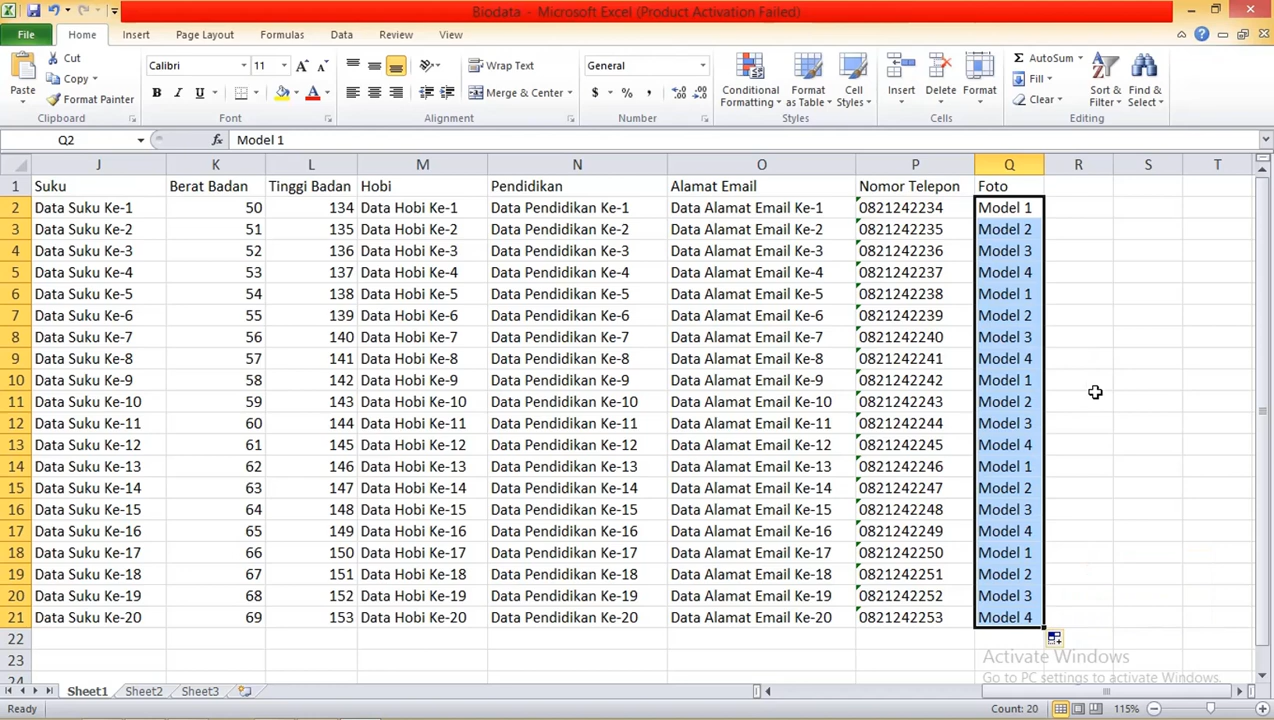 Biodata - Microsoft Excel (Product Activation Failed)
File Home Insert Page Layout Formulas Data Review View
Paste Cut Copy Format Painter Clipboard
Calibri 11 B I U A Font
Wrap Text Merge & Center Alignment
General $ % , Number
Conditional Formatting Format as Table Cell Styles Styles
Insert Delete Format Cells
AutoSum Fill Clear Sort & Filter Find & Select Editing
Q2 fx Model 1
J K L M N O P Q R S T
1 Suku Berat Badan Tinggi Badan Hobi Pendidikan Alamat Email Nomor Telepon Foto
2 Data Suku Ke-1 50 134 Data Hobi Ke-1 Data Pendidikan Ke-1 Data Alamat Email Ke-1 0821242234 Model 1
3 Data Suku Ke-2 51 135 Data Hobi Ke-2 Data Pendidikan Ke-2 Data Alamat Email Ke-2 0821242235 Model 2
4 Data Suku Ke-3 52 136 Data Hobi Ke-3 Data Pendidikan Ke-3 Data Alamat Email Ke-3 0821242236 Model 3
5 Data Suku Ke-4 53 137 Data Hobi Ke-4 Data Pendidikan Ke-4 Data Alamat Email Ke-4 0821242237 Model 4
6 Data Suku Ke-5 54 138 Data Hobi Ke-5 Data Pendidikan Ke-5 Data Alamat Email Ke-5 0821242238 Model 1
7 Data Suku Ke-6 55 139 Data Hobi Ke-6 Data Pendidikan Ke-6 Data Alamat Email Ke-6 0821242239 Model 2
8 Data Suku Ke-7 56 140 Data Hobi Ke-7 Data Pendidikan Ke-7 Data Alamat Email Ke-7 0821242240 Model 3
9 Data Suku Ke-8 57 141 Data Hobi Ke-8 Data Pendidikan Ke-8 Data Alamat Email Ke-8 0821242241 Model 4
10 Data Suku Ke-9 58 142 Data Hobi Ke-9 Data Pendidikan Ke-9 Data Alamat Email Ke-9 0821242242 Model 1
11 Data Suku Ke-10 59 143 Data Hobi Ke-10 Data Pendidikan Ke-10 Data Alamat Email Ke-10 0821242243 Model 2
12 Data Suku Ke-11 60 144 Data Hobi Ke-11 Data Pendidikan Ke-11 Data Alamat Email Ke-11 0821242244 Model 3
13 Data Suku Ke-12 61 145 Data Hobi Ke-12 Data Pendidikan Ke-12 Data Alamat Email Ke-12 0821242245 Model 4
14 Data Suku Ke-13 62 146 Data Hobi Ke-13 Data Pendidikan Ke-13 Data Alamat Email Ke-13 0821242246 Model 1
15 Data Suku Ke-14 63 147 Data Hobi Ke-14 Data Pendidikan Ke-14 Data Alamat Email Ke-14 0821242247 Model 2
16 Data Suku Ke-15 64 148 Data Hobi Ke-15 Data Pendidikan Ke-15 Data Alamat Email Ke-15 0821242248 Model 3
17 Data Suku Ke-16 65 149 Data Hobi Ke-16 Data Pendidikan Ke-16 Data Alamat Email Ke-16 0821242249 Model 4
18 Data Suku Ke-17 66 150 Data Hobi Ke-17 Data Pendidikan Ke-17 Data Alamat Email Ke-17 0821242250 Model 1
19 Data Suku Ke-18 67 151 Data Hobi Ke-18 Data Pendidikan Ke-18 Data Alamat Email Ke-18 0821242251 Model 2
20 Data Suku Ke-19 68 152 Data Hobi Ke-19 Data Pendidikan Ke-19 Data Alamat Email Ke-19 0821242252 Model 3
21 Data Suku Ke-20 69 153 Data Hobi Ke-20 Data Pendidikan Ke-20 Data Alamat Email Ke-20 0821242253 Model 4
22
23
24
Activate Windows
Go to PC settings to activate Windows.
Sheet1 Sheet2 Sheet3
Ready Count: 20 115%